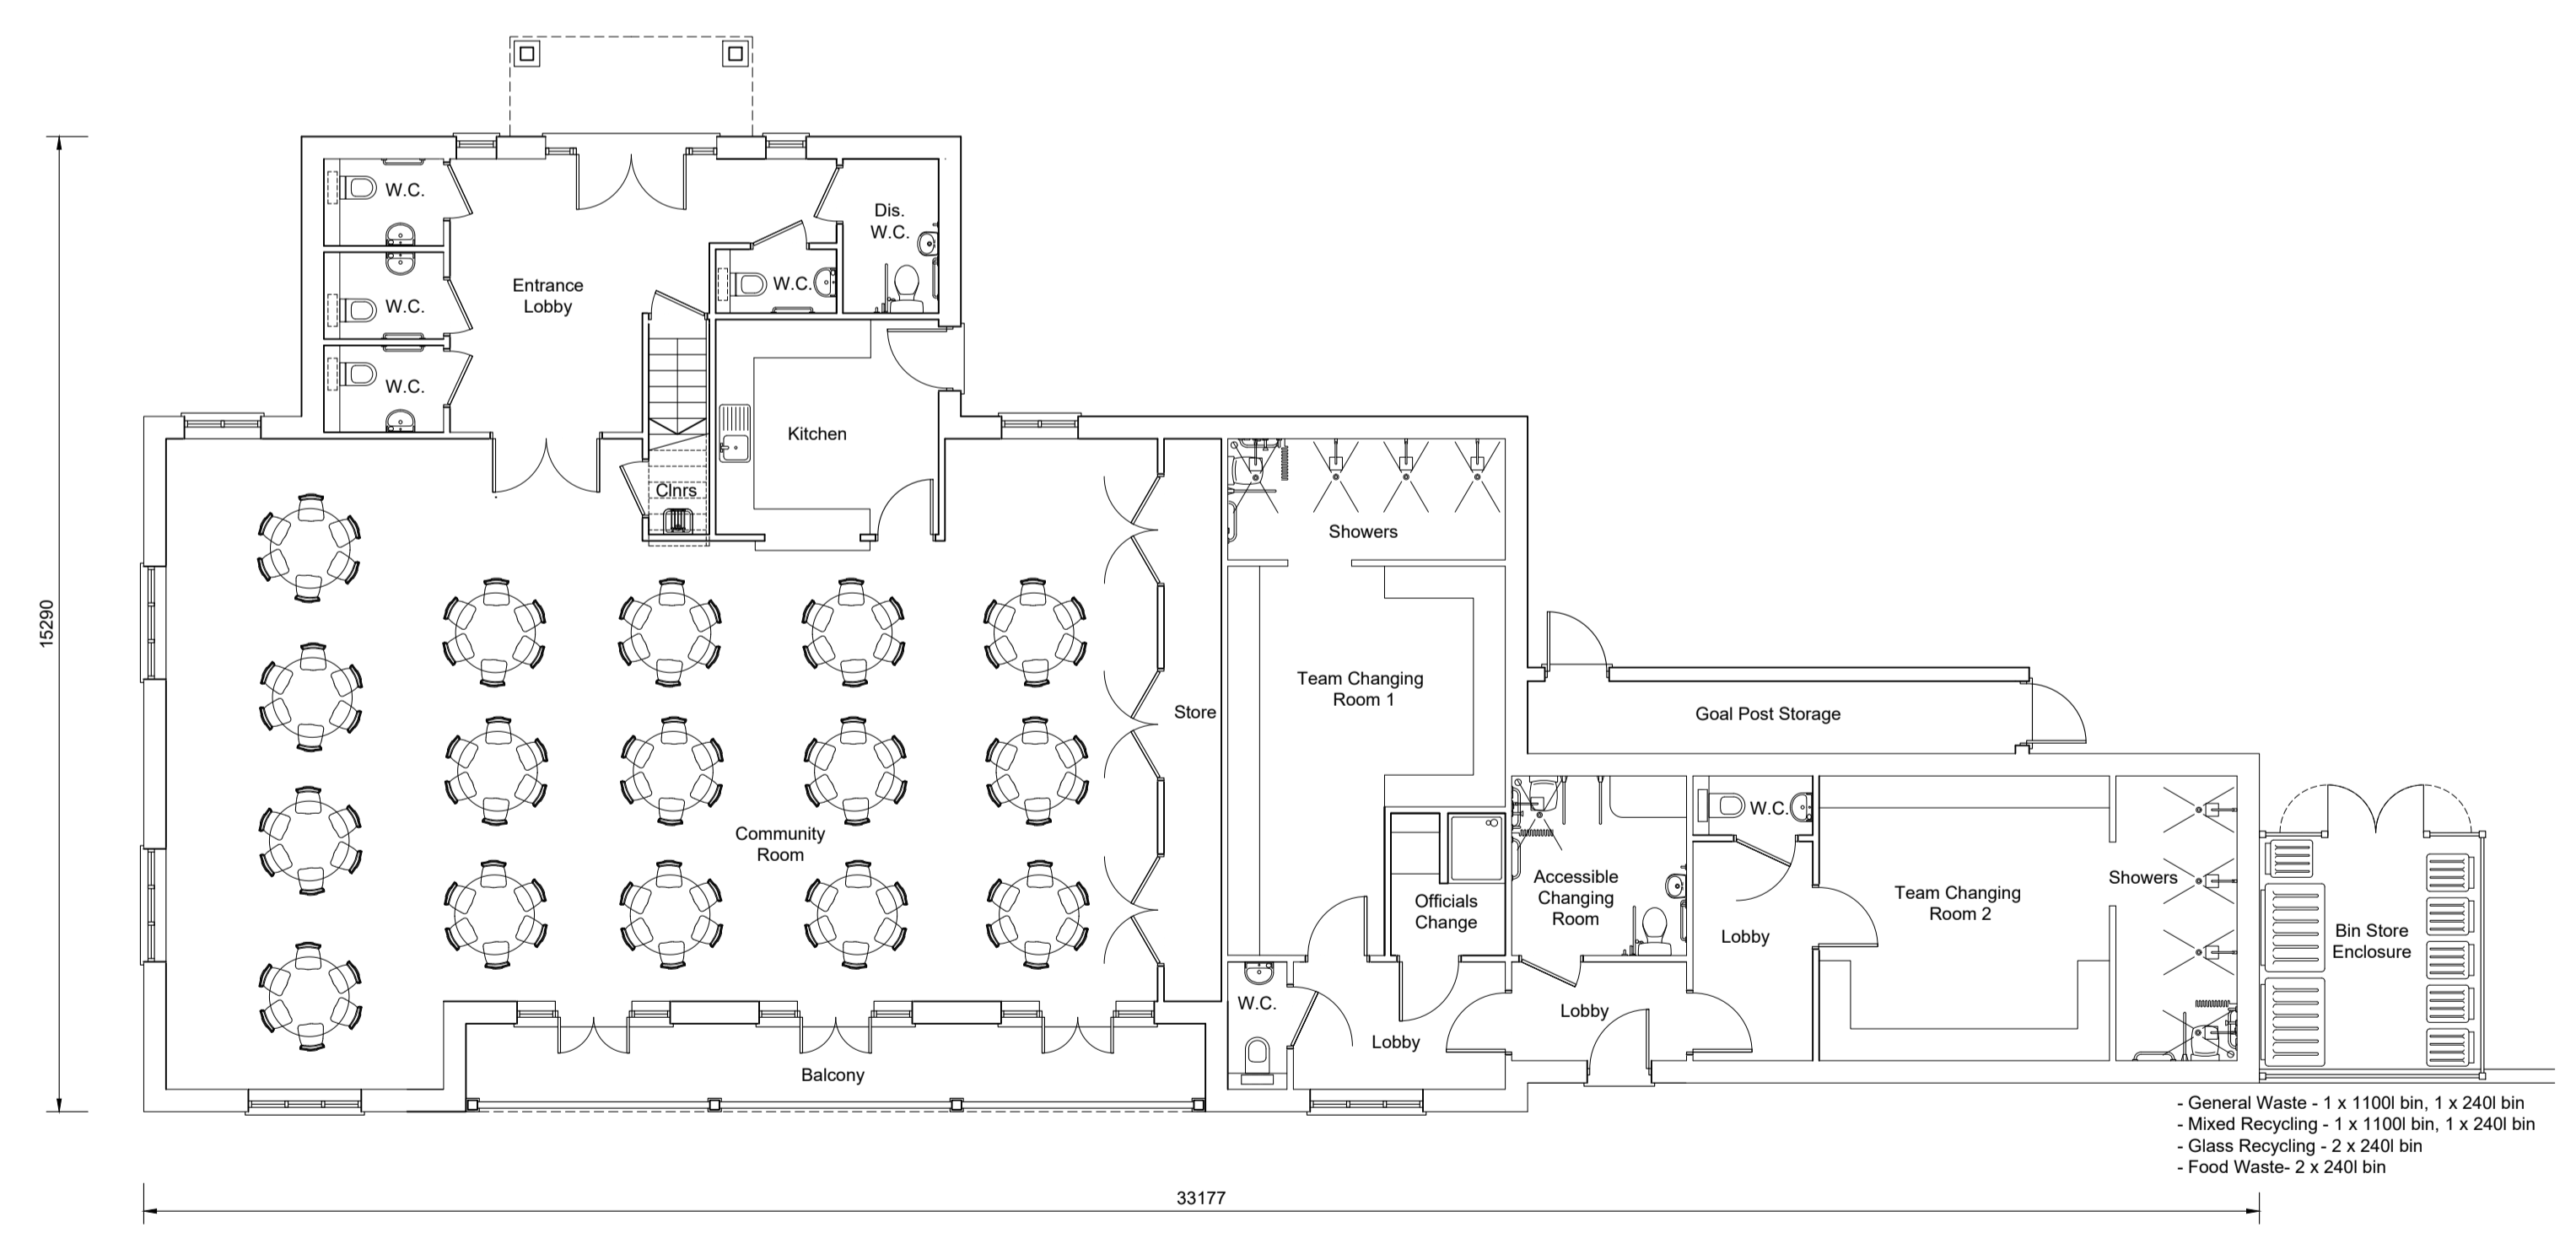 W.C.
Dis.
W.C.
W.C.
Entrance
Lobby
W.C.
W.C.
Kitchen
Clnrs
Showers
15290
Team Changing
Room 1
Store
Goal Post Storage
W.C.
Community
Room
Accessible
Changing
Room
Showers
Team Changing
Room 2
Officials
Change
Lobby
Bin Store
Enclosure
W.C.
Lobby
Lobby
Balcony
- General Waste - 1 x 1100l bin, 1 x 240l bin
- Mixed Recycling - 1 x 1100l bin, 1 x 240l bin
- Glass Recycling - 2 x 240l bin
- Food Waste- 2 x 240l bin
33177